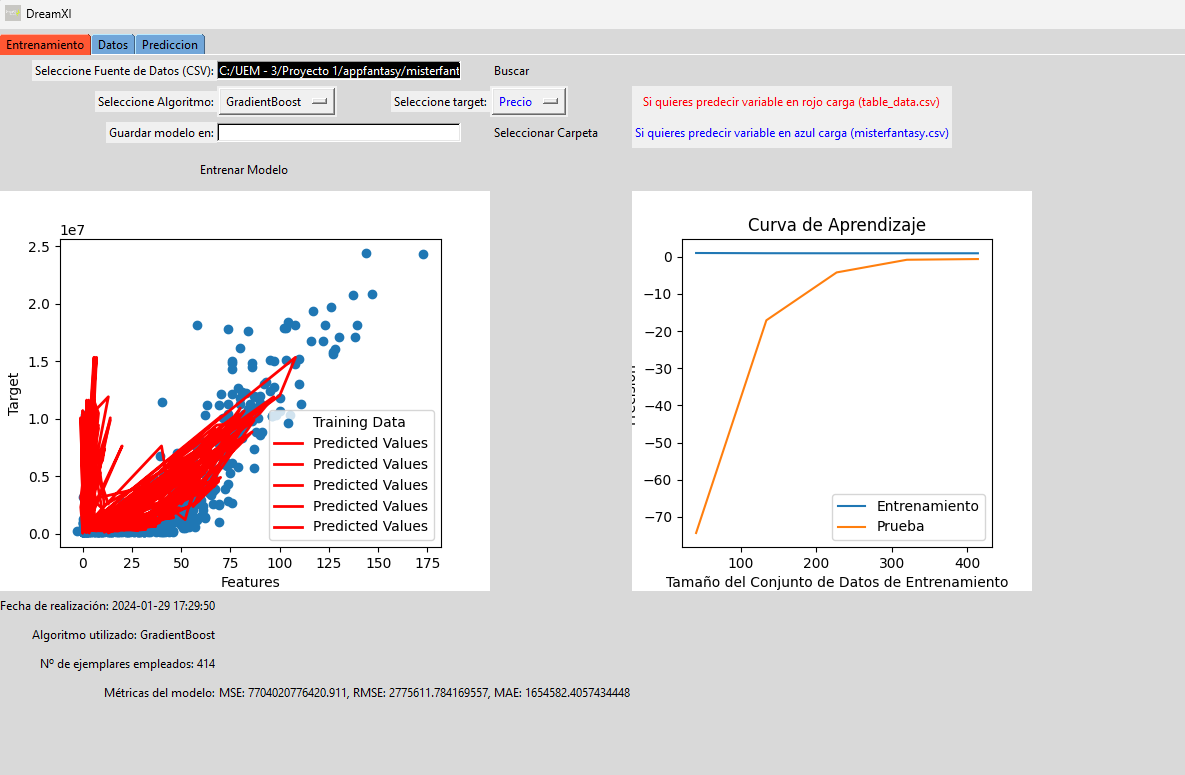 DreamXI
Entrenamiento Datos Prediccion
Seleccione Fuente de Datos (CSV): C:/UEM - 3/Proyecto 1/appfantasy/misterfant Buscar
Seleccione Algoritmo: GradientBoost Seleccione target: Precio Si quieres predecir variable en rojo carga (table_data.csv)
Guardar modelo en: Seleccionar Carpeta Si quieres predecir variable en azul carga (misterfantasy.csv)
Entrenar Modelo
1e7
2.5
2.0
1.5
1.0
0.5
0.0
Target
0 25 50 75 100 125 150 175
Features
Training Data
Predicted Values
Predicted Values
Predicted Values
Predicted Values
Predicted Values
Curva de Aprendizaje
0
−10
−20
−30
−40
−50
−60
−70
100 200 300 400
Tamaño del Conjunto de Datos de Entrenamiento
Entrenamiento
Prueba
Fecha de realización: 2024-01-29 17:29:50
Algoritmo utilizado: GradientBoost
Nº de ejemplares empleados: 414
Métricas del modelo: MSE: 7704020776420.911, RMSE: 2775611.784169557, MAE: 1654582.4057434448